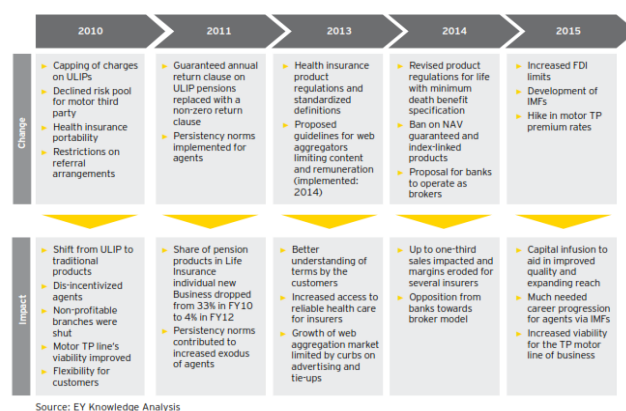 2010
2011
2013
2014
2015
Change
Capping of charges
on ULIPs
Declined risk pool
for motor third
party
Health insurance
portability
Restrictions on
referral
arrangements
Guaranteed annual
return clause on
ULIP pensions
replaced with a
non-zero return
clause
Persistency norms
implemented for
agents
Health insurance
product
regulations and
standardized
definitions
Proposed
guidelines for web
aggregators
limiting content
and remuneration
(implemented:
2014)
Revised product
regulations for life
with minimum
death benefit
specification
Ban on NAV
guaranteed and
index-linked
products
Proposal for banks
to operate as
brokers
Increased FDI
limits
Development of
IMFs
Hike in motor TP
premium rates
Impact
Shift from ULIP to
traditional
products
Dis-incentivized
agents
Non-profitable
branches were
shut
Motor TP line's
viability improved
Flexibility for
customers
Share of pension
products in Life
Insurance
individual new
Business dropped
from 33% in FY10
to 4% in FY12
Persistency norms
contributed to
increased exodus
of agents
Better
understanding of
terms by the
customers
Increased access to
reliable health care
for insurers
Growth of web
aggregation market
limited by curbs on
advertising and
tie-ups
Up to one-third
sales impacted and
margins eroded for
several insurers
Opposition from
banks towards
broker model
Capital infusion to
aid in improved
quality and
expanding reach
Much needed
career progression
for agents via IMFs
Increased viability
for the TP motor
line of business
Source: EY Knowledge Analysis